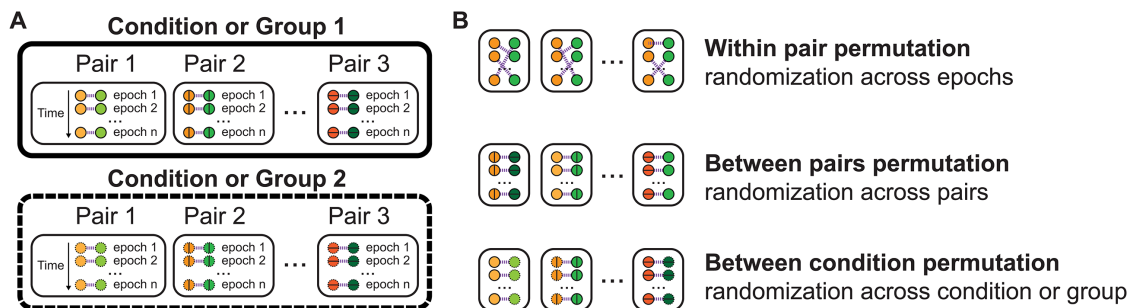 A
Condition or Group 1
Pair 1 Pair 2 Pair 3
Time
epoch 1
epoch 2
...
epoch n
epoch 1
epoch 2
...
epoch n
...
epoch 1
epoch 2
...
epoch n
Condition or Group 2
Pair 1 Pair 2 Pair 3
Time
epoch 1
epoch 2
...
epoch n
epoch 1
epoch 2
...
epoch n
...
epoch 1
epoch 2
...
epoch n
B
...
Within pair permutation
randomization across epochs
... ... ... ...
Between pairs permutation
randomization across pairs
... ... ... ...
Between condition permutation
randomization across condition or group